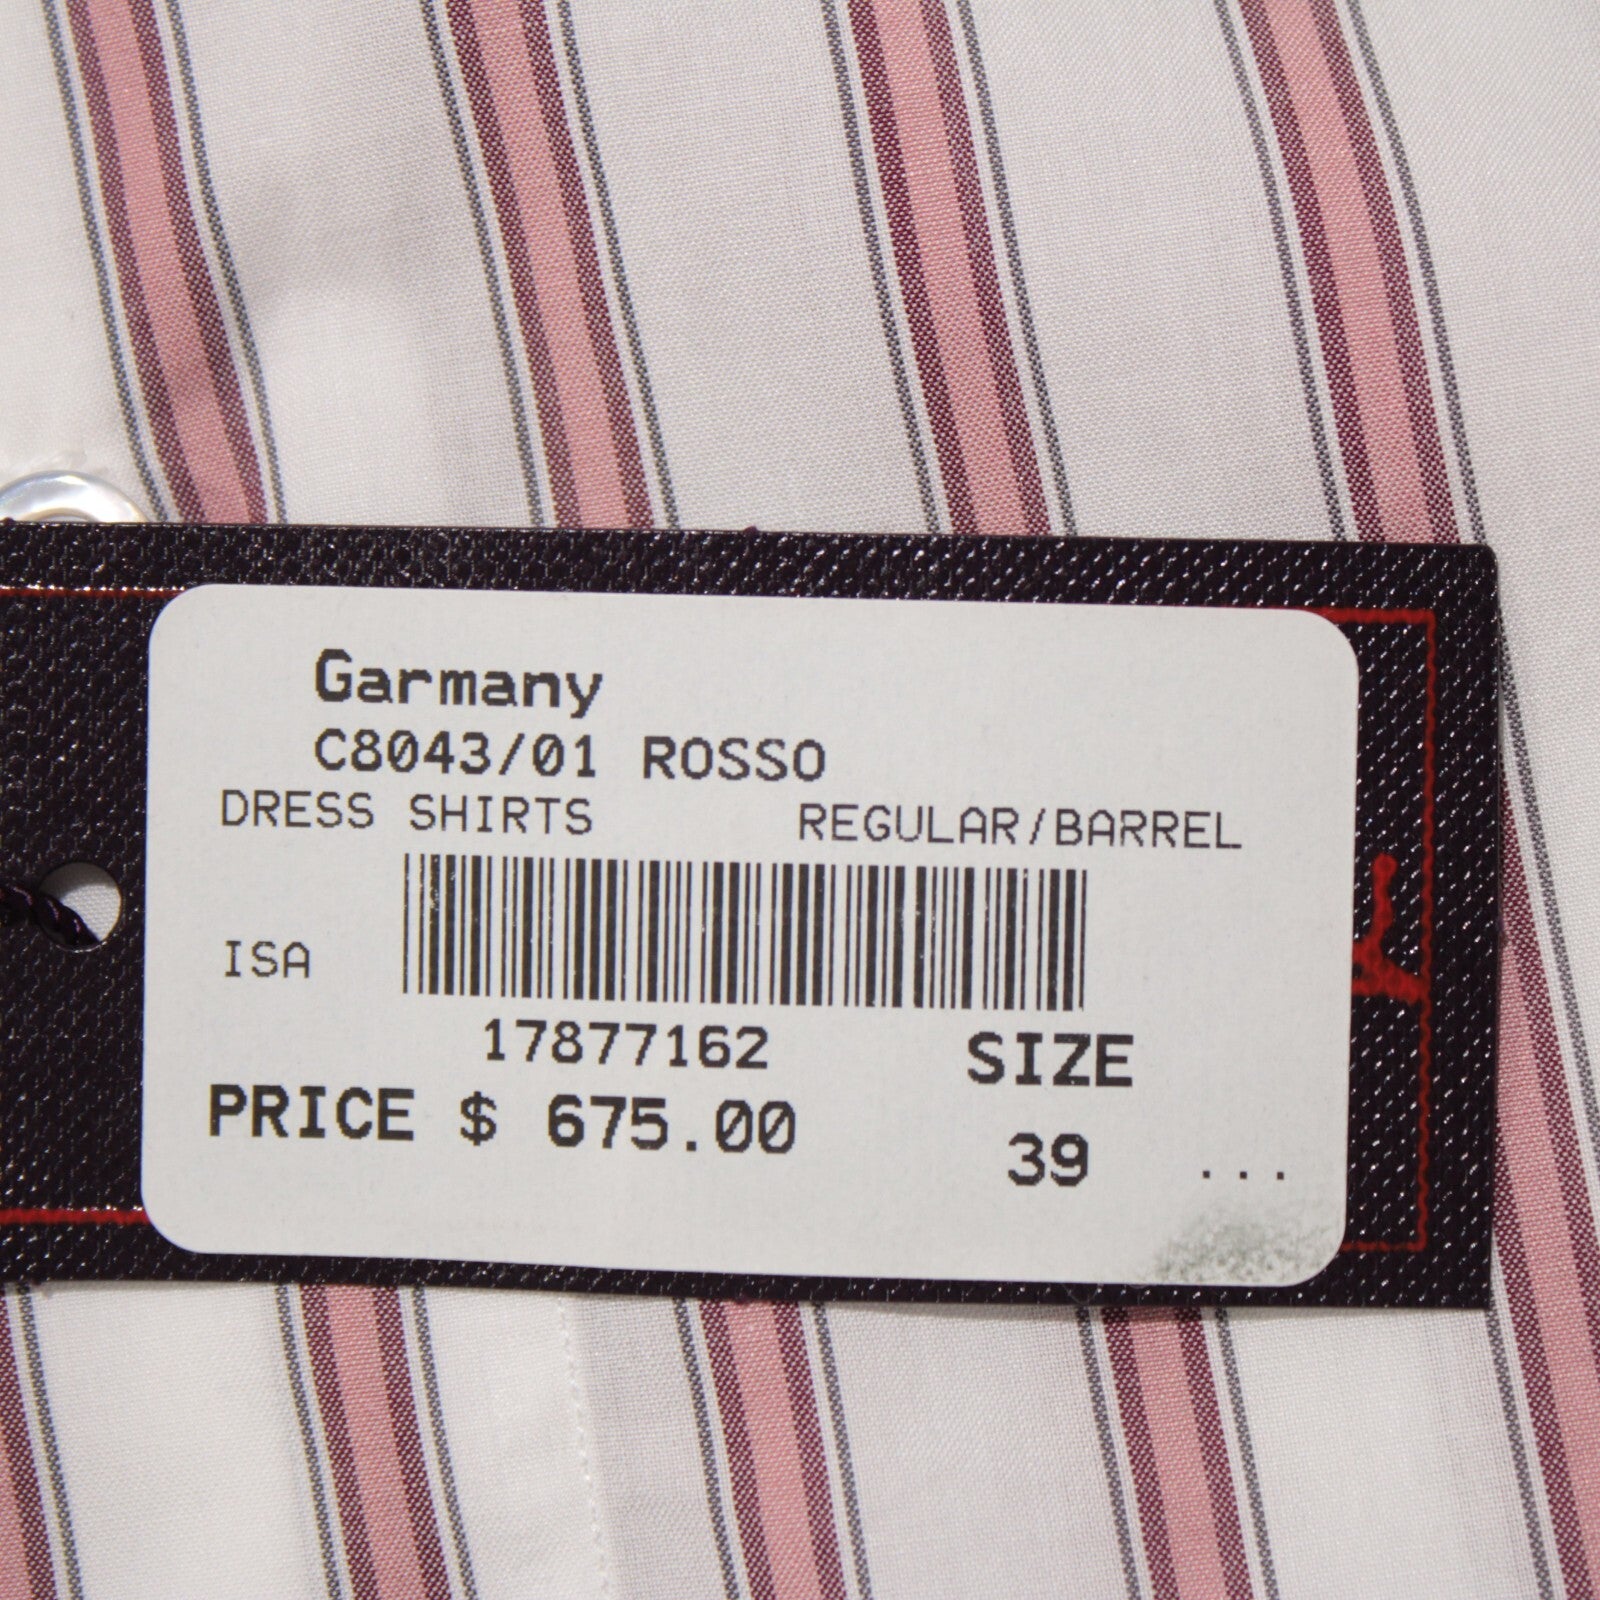 Garmany
C8043/01 ROSSO
DRESS SHIRTS REGULAR/BARREL
ISA
17877162 SIZE
PRICE $ 675.00 39 ...